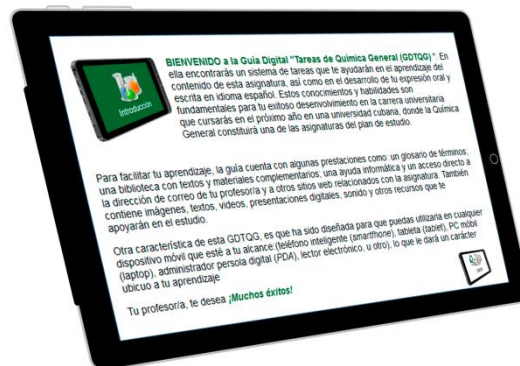 BIENVENIDO a la Guía Digital "Tareas de Química General (GDTQG)". En
ella encontrarás un sistema de tareas que te ayudarán en el aprendizaje del
contenido de esta asignatura, así como en el desarrollo de tu expresión oral y
escrita en idioma español. Estos conocimientos y habilidades son
fundamentales para tu exitoso desenvolvimiento en la carrera universitaria
que cursarás en el próximo año en una universidad cubana, donde la Química
General constituirá una de las asignaturas del plan de estudio.
Introducción
Para facilitar tu aprendizaje, la guía cuenta con algunas prestaciones como: un glosario de términos;
una biblioteca con textos y materiales complementarios; una ayuda informática y un acceso directo a
la dirección de correo de tu profesor/a y a otros sitios web relacionados con la asignatura. También
contiene imágenes, textos, videos, presentaciones digitales, sonido y otros recursos que te
apoyarán en el estudio.
Otra característica de esta GDTQG, es que ha sido diseñada para que puedas utilizarla en cualquier
dispositivo móvil que esté a tu alcance:(teléfono inteligente (smarthone), tableta (tablet), PC móbil
(laptop), administrador persola digital (PDA), lector electrónico, u otro), lo que le dará un carácter
ubicuo a tu aprendizaje
Tu profesor/a, te desea ¡Muchos éxitos!